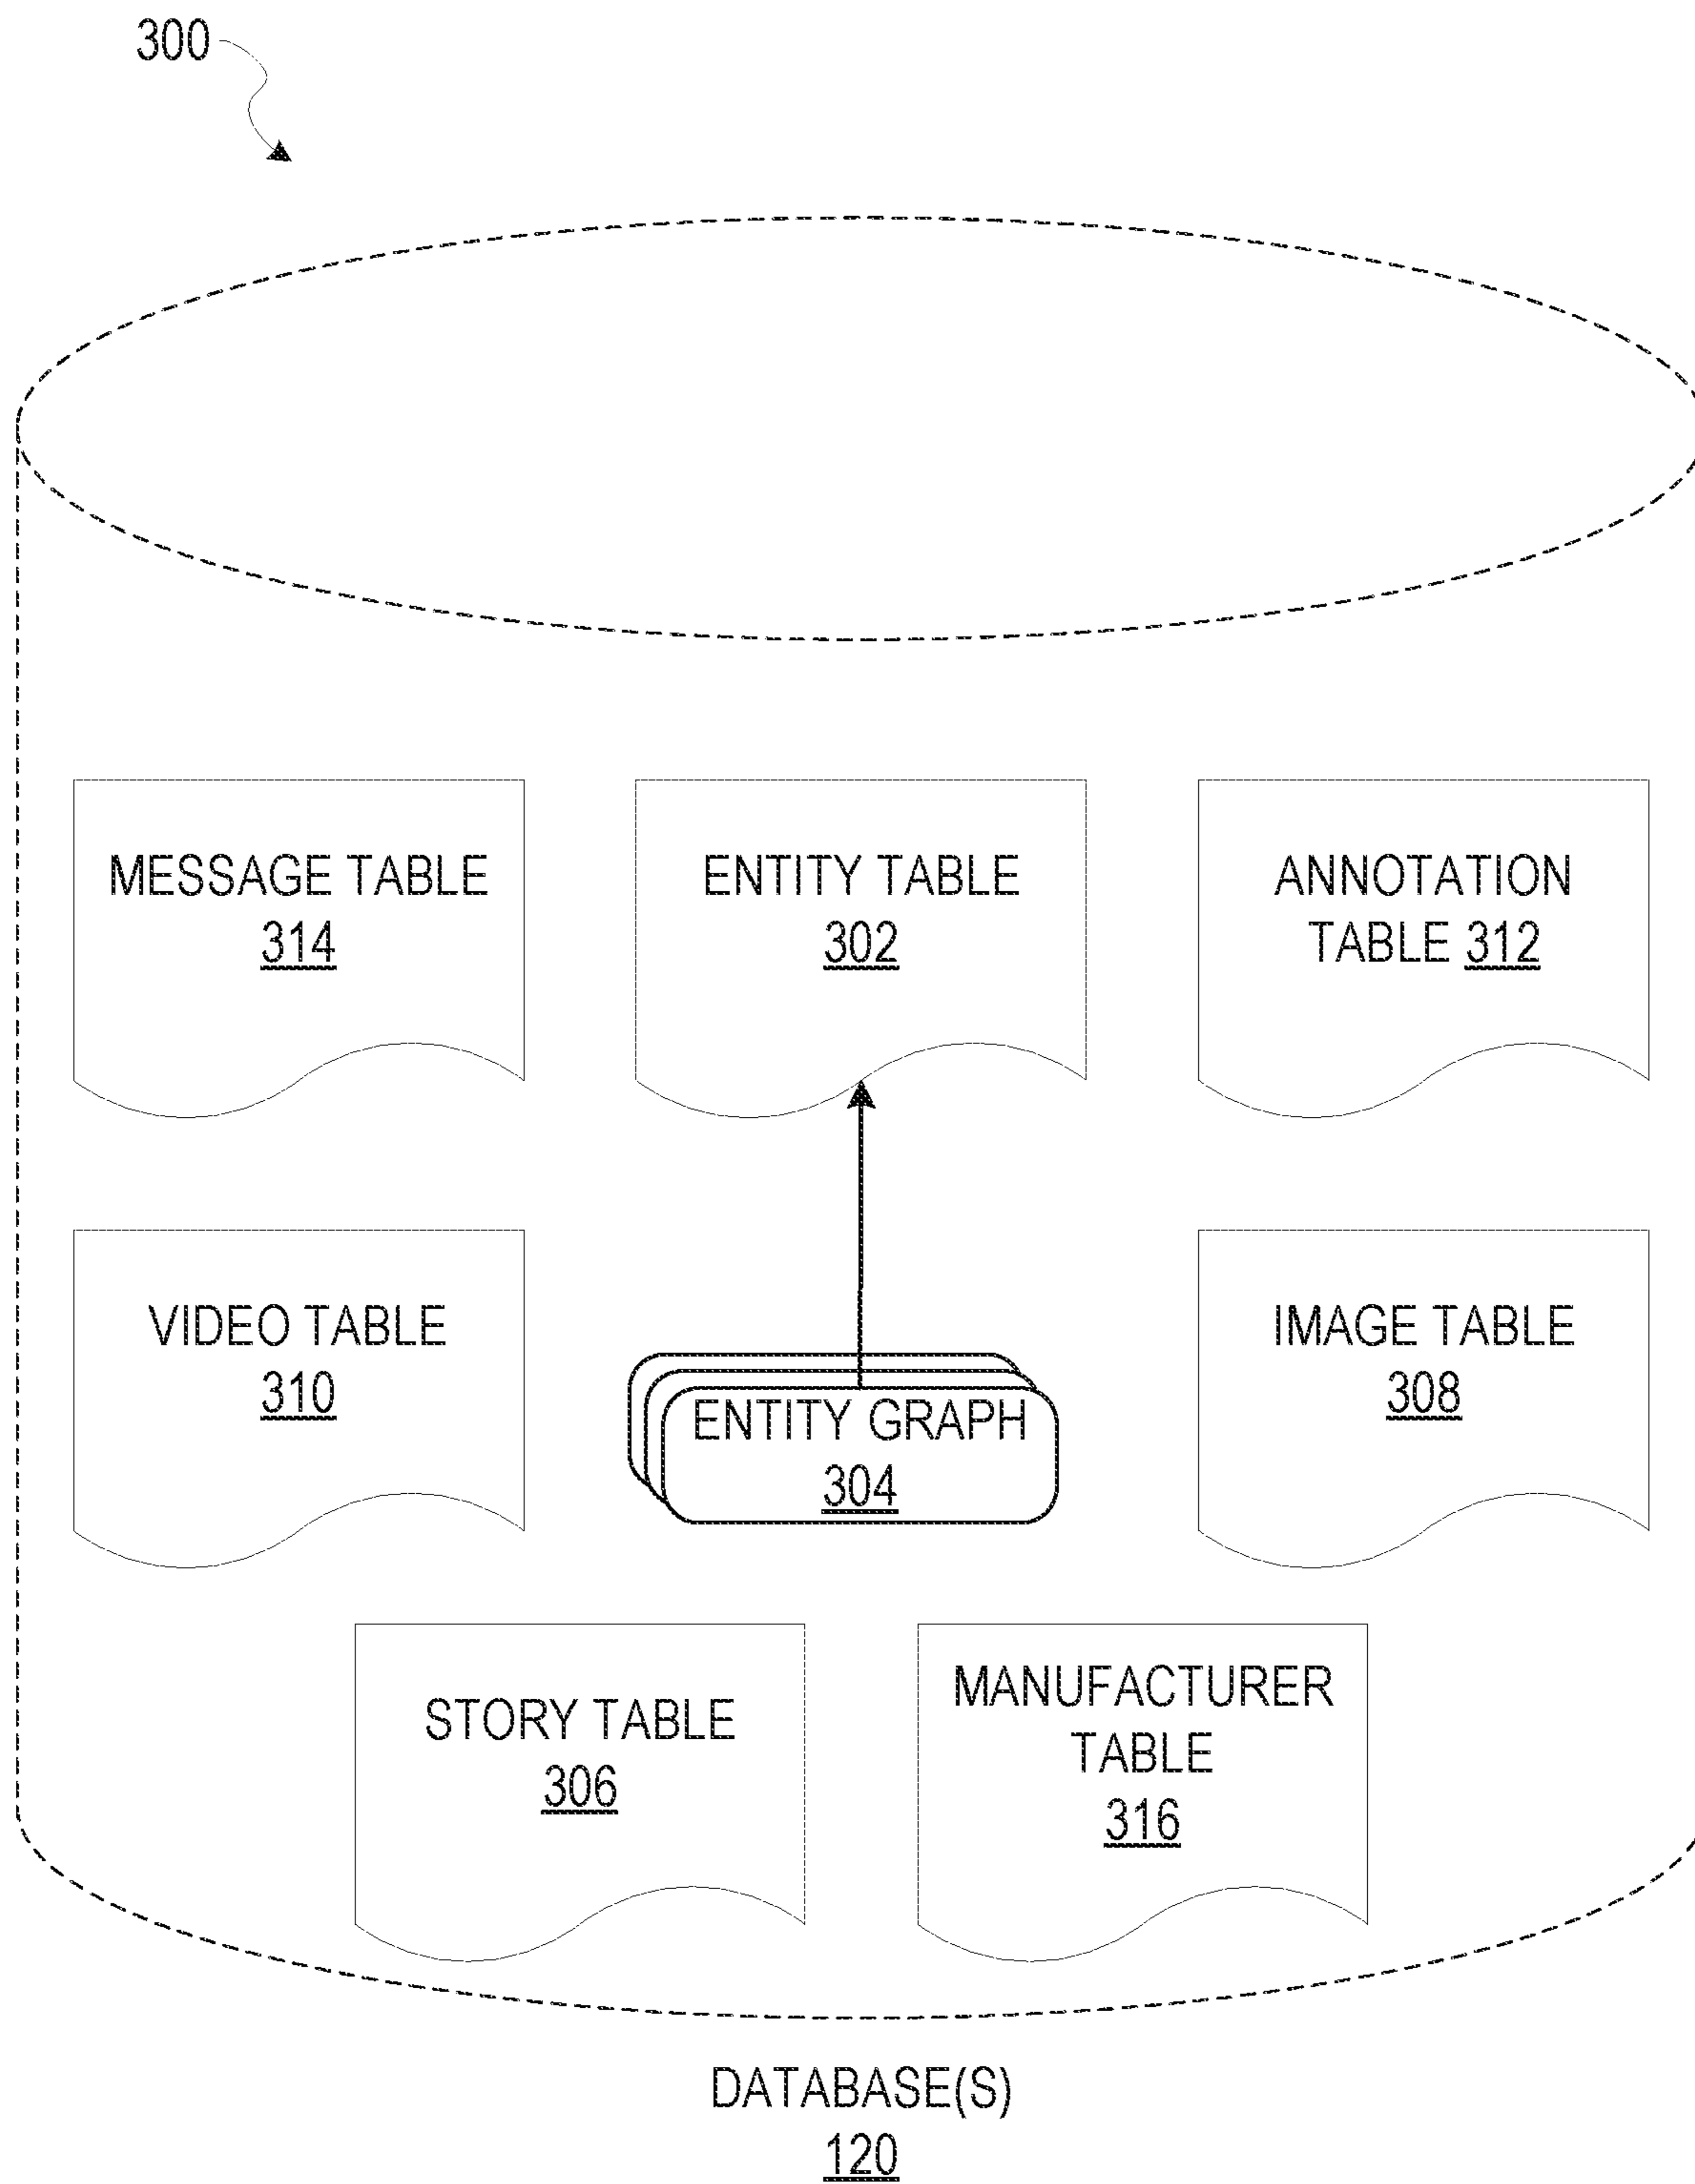 300
MESSAGE TABLE
314
ENTITY TABLE
302
ANNOTATION
TABLE 312
VIDEO TABLE
310
ENTITY GRAPH
304
IMAGE TABLE
308
STORY TABLE
306
MANUFACTURER
TABLE
316
DATABASE(S)
120